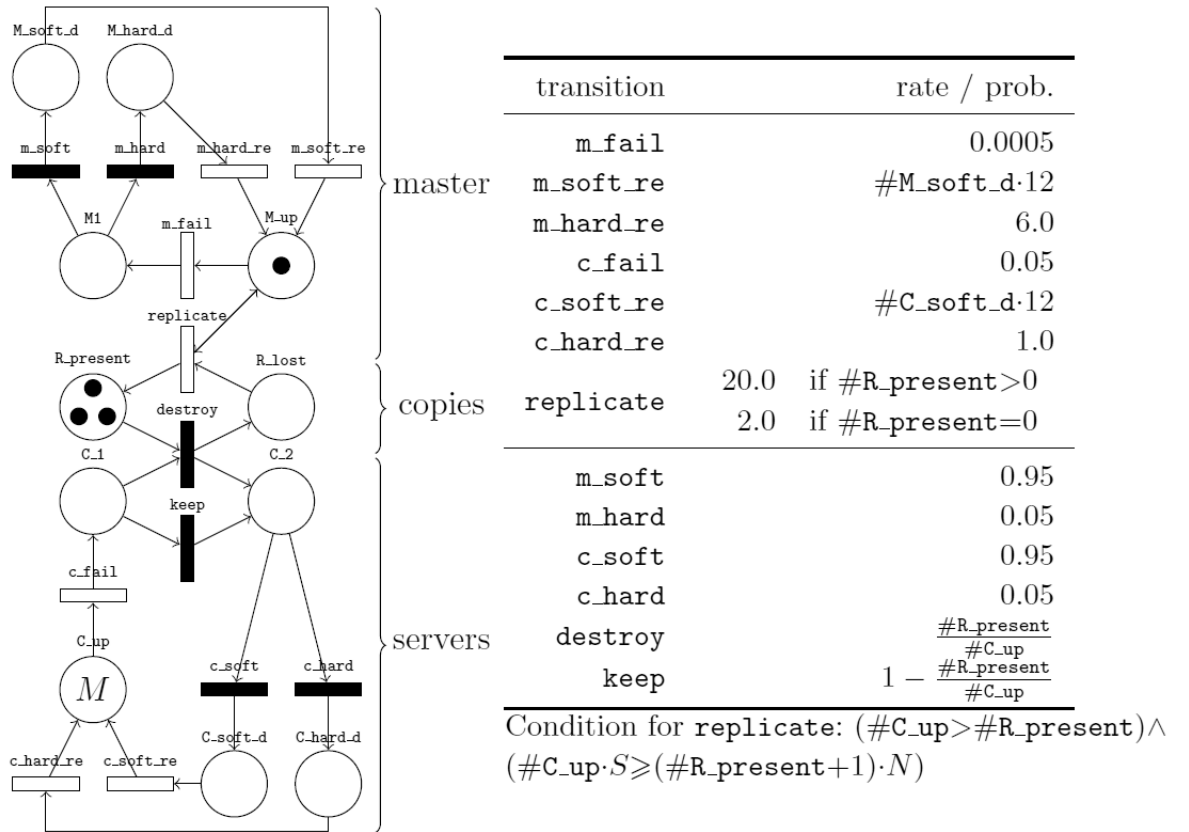 M_soft_d M_hard_d
m_soft m_hard m_hard_re m_soft_re
master
M1 m_fail M_up
replicate
R_present R_lost
destroy
copies
C_1 C_2
keep
c_fail
C_up
servers
c_soft c_hard
M
C_soft_d C_hard_d
c_hard_re c_soft_re
transition rate / prob.
m_fail 0.0005
m_soft_re #M_soft_d·12
m_hard_re 6.0
c_fail 0.05
c_soft_re #C_soft_d·12
c_hard_re 1.0
replicate 20.0 if #R_present>0
2.0 if #R_present=0
m_soft 0.95
m_hard 0.05
c_soft 0.95
c_hard 0.05
destroy #R_present/#C_up
keep 1 − #R_present/#C_up
Condition for replicate: (#C_up>#R_present)∧
(#C_up·S⩾(#R_present+1)·N)